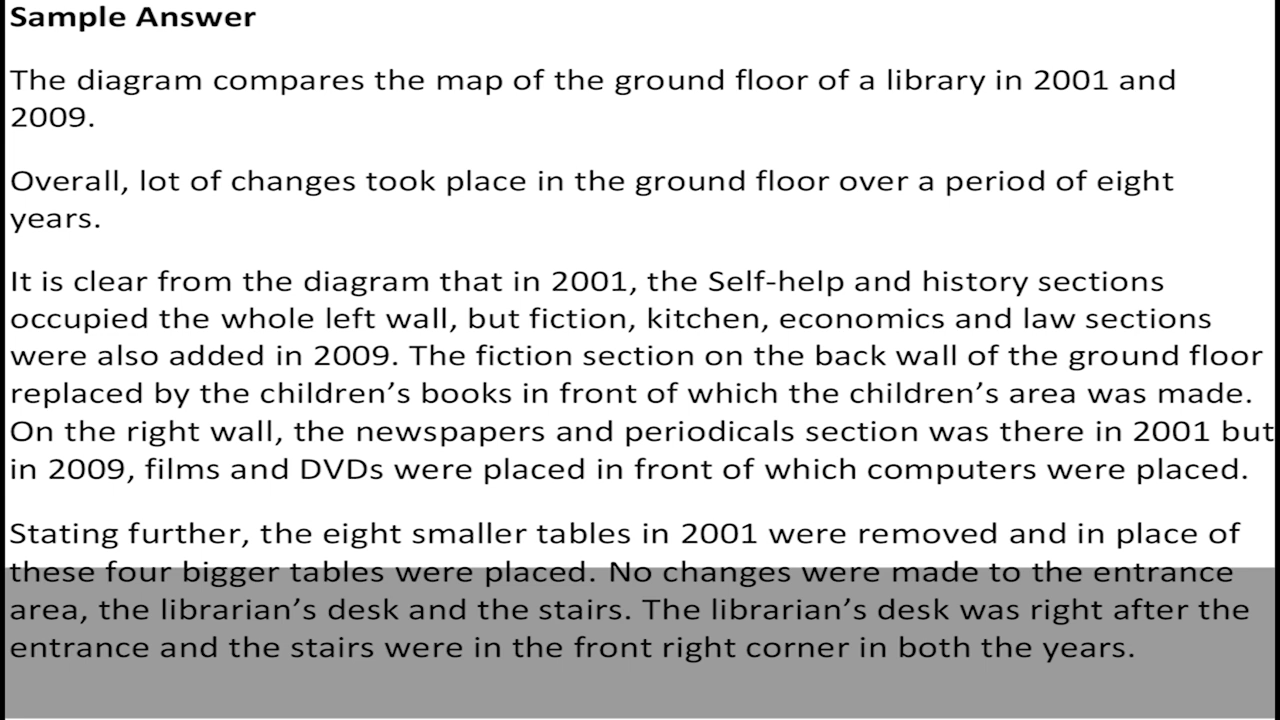 Sample Answer
The diagram compares the map of the ground floor of a library in 2001 and
2009.
Overall, lot of changes took place in the ground floor over a period of eight
years.
It is clear from the diagram that in 2001, the Self-help and history sections
occupied the whole left wall, but fiction, kitchen, economics and law sections
were also added in 2009. The fiction section on the back wall of the ground floor
replaced by the children’s books in front of which the children’s area was made.
On the right wall, the newspapers and periodicals section was there in 2001 but
in 2009, films and DVDs were placed in front of which computers were placed.
Stating further, the eight smaller tables in 2001 were removed and in place of
these four bigger tables were placed. No changes were made to the entrance
area, the librarian’s desk and the stairs. The librarian’s desk was right after the
entrance and the stairs were in the front right corner in both the years.